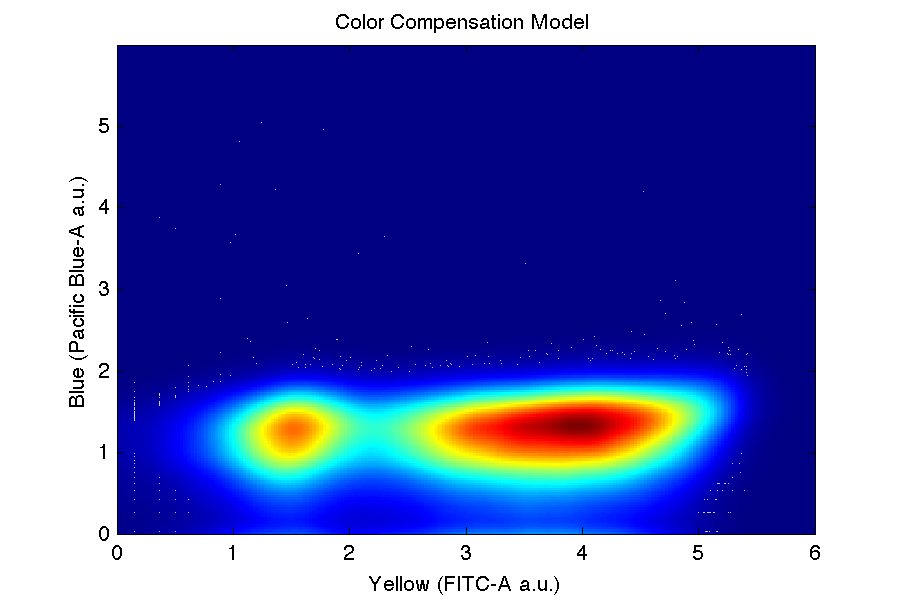 Color Compensation Model
5
4
3
2
1
0
Blue (Pacific Blue-A a.u.)
0 1 2 3 4 5 6
Yellow (FITC-A a.u.)